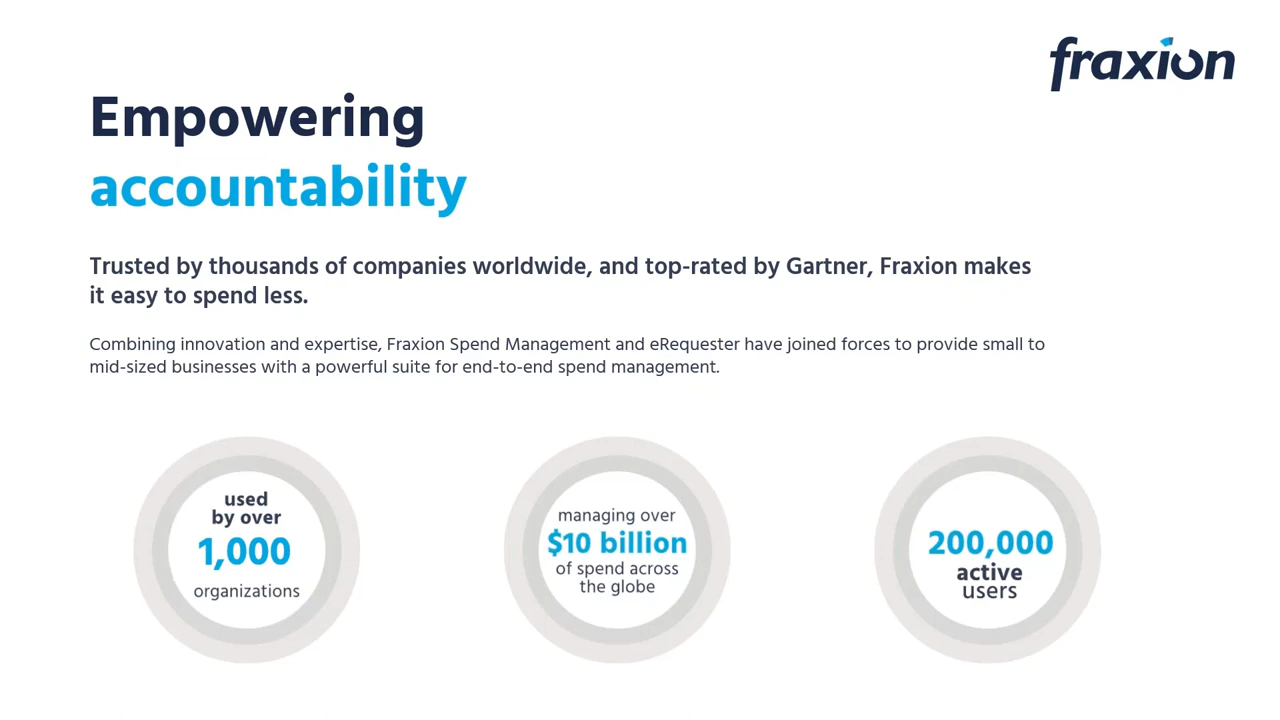 fraxion
Empowering
accountability
Trusted by thousands of companies worldwide, and top-rated by Gartner, Fraxion makes
it easy to spend less.
Combining innovation and expertise, Fraxion Spend Management and eRequester have joined forces to provide small to
mid-sized businesses with a powerful suite for end-to-end spend management.
used
by over
1,000
organizations
managing over
$10 billion
of spend across
the globe
200,000
active
users